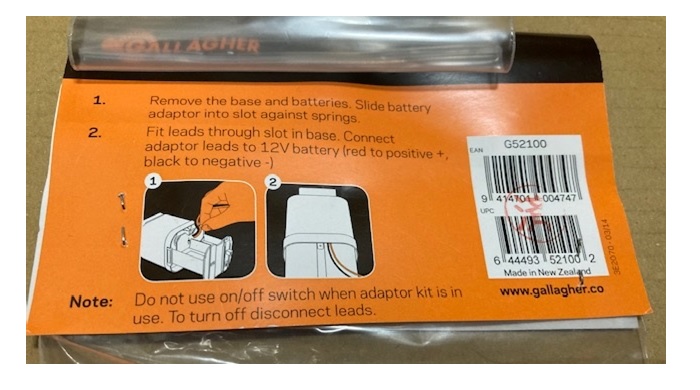 GALLAGHER
1. Remove the base and batteries. Slide battery
adaptor into slot against springs.
2. Fit leads through slot in base. Connect
adaptor leads to 12V battery (red to positive +,
black to negative -)
1
2
EAN
G52100
9 414701 004747
UPC
6 44493 52100 2
Made in New Zealand
3E2070-03/14
Note: Do not use on/off switch when adaptor kit is in
use. To turn off disconnect leads.
www.gallagher.co